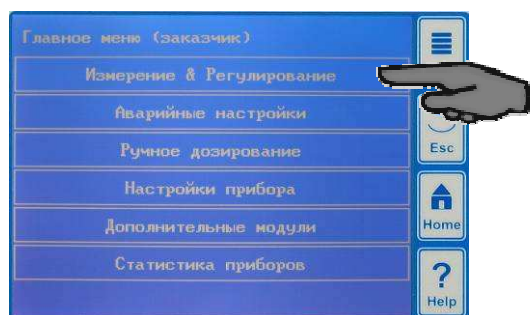 Главное меню (заказчик)
Измерение & Регулирование
Аварийные настройки
Ручное дозирование
Настройки прибора
Дополнительные модули
Статистика приборов
Esc
Home
?
Help